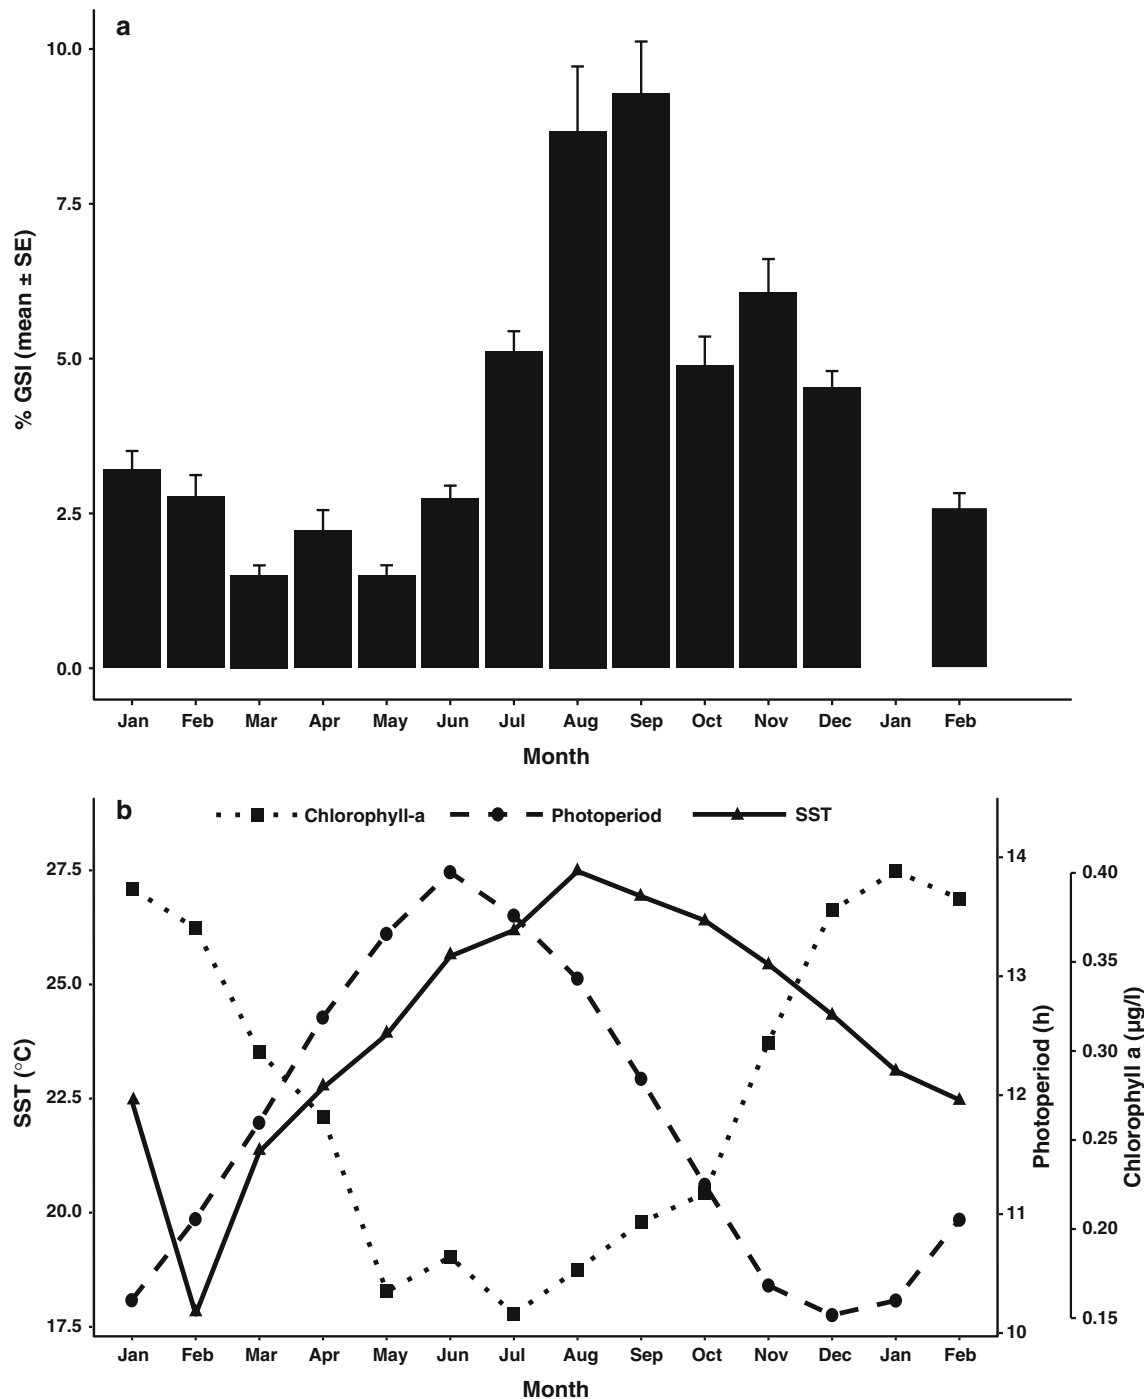 a
10.0
7.5
5.0
2.5
0.0
% GSI (mean ± SE)
Jan Feb Mar Apr May Jun Jul Aug Sep Oct Nov Dec Jan Feb
Month
b
Chlorophyll-a Photoperiod SST
27.5
25.0
22.5
20.0
17.5
SST (°C)
14
13
12
11
10
Photoperiod (h)
0.40
0.35
0.30
0.25
0.20
0.15
Chlorophyll a (µg/l)
Jan Feb Mar Apr May Jun Jul Aug Sep Oct Nov Dec Jan Feb
Month